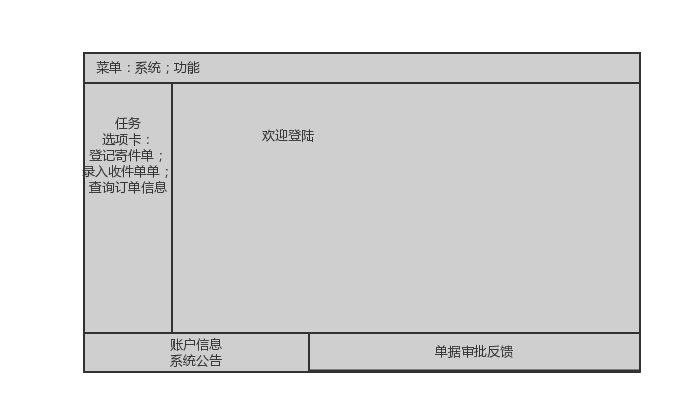 菜单：系统；功能
任务
选项卡：
登记寄件单；
录入收件单单；
查询订单信息
欢迎登陆
账户信息
系统公告
单据审批反馈